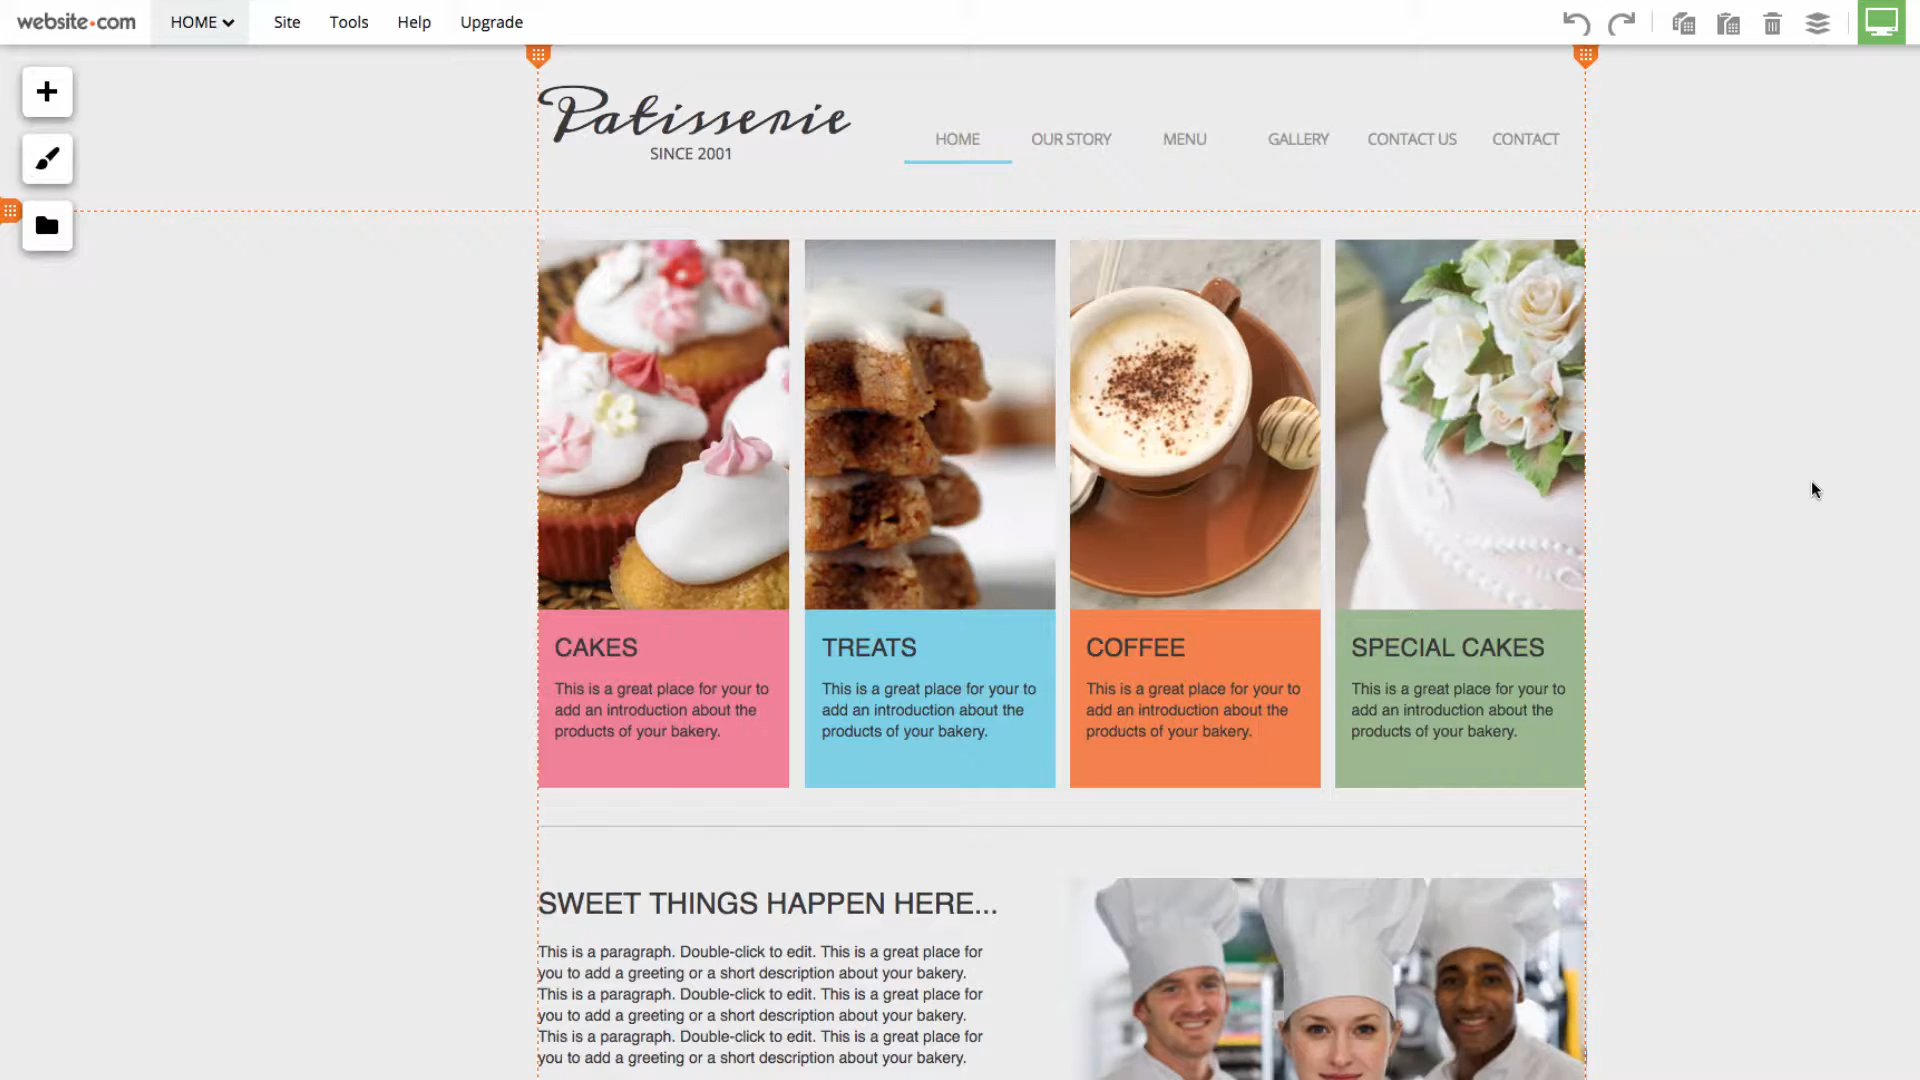 website.com HOME Site Tools Help Upgrade
Patisserie
SINCE 2001
HOME OUR STORY MENU GALLERY CONTACT US CONTACT
CAKES
This is a great place for your to
add an introduction about the
products of your bakery.
TREATS
This is a great place for your to
add an introduction about the
products of your bakery.
COFFEE
This is a great place for your to
add an introduction about the
products of your bakery.
SPECIAL CAKES
This is a great place for your to
add an introduction about the
products of your bakery.
SWEET THINGS HAPPEN HERE...
This is a paragraph. Double-click to edit. This is a great place for
you to add a greeting or a short description about your bakery.
This is a paragraph. Double-click to edit. This is a great place for
you to add a greeting or a short description about your bakery.
This is a paragraph. Double-click to edit. This is a great place for
you to add a greeting or a short description about your bakery.